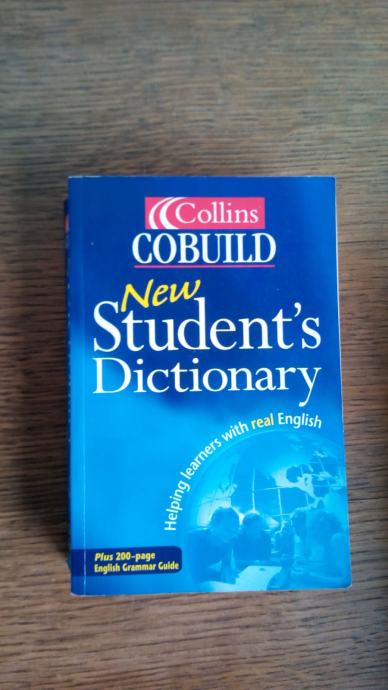 Collins
COBUILD
New
Student's
Dictionary
Helping learners with real English
Plus 200-page
English Grammar Guide